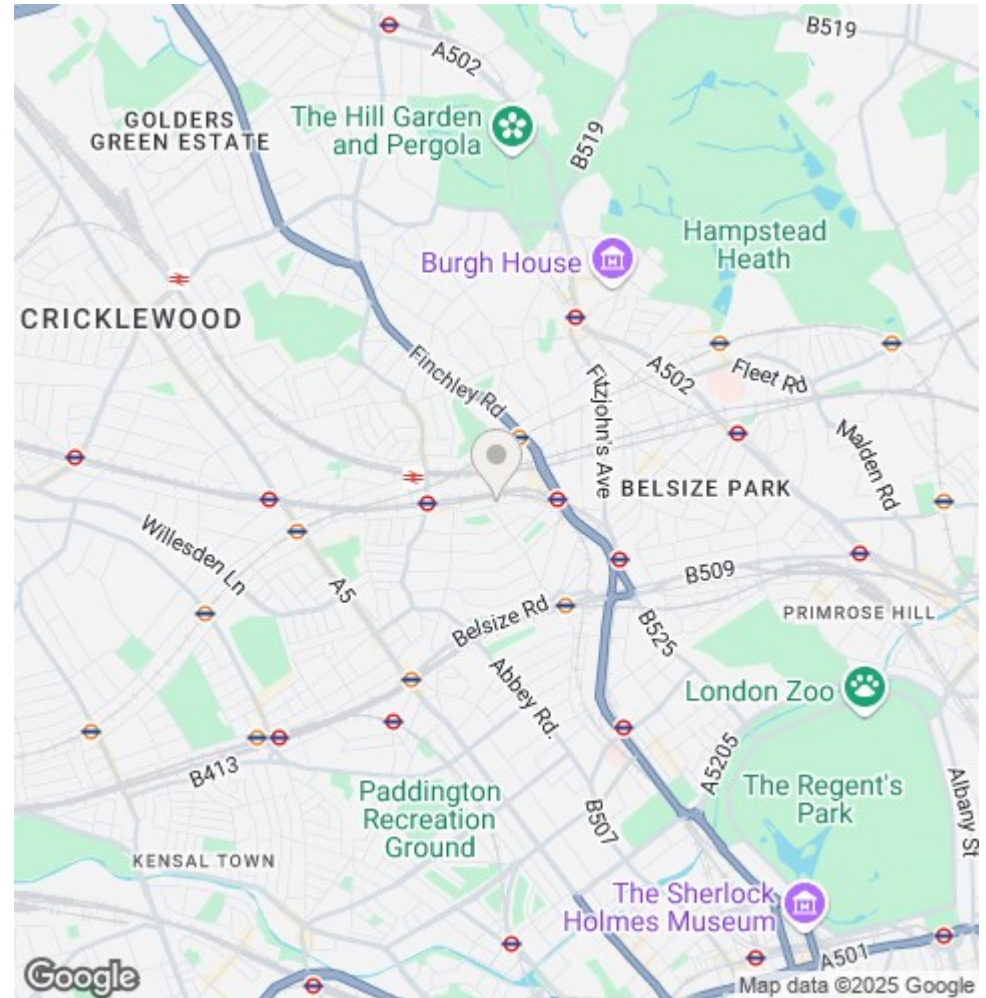 B519
A502
GOLDERS
GREEN ESTATE
The Hill Garden
and Pergola
B519
Hampstead
Heath
Burgh House
CRICKLEWOOD
Finchley Rd
Fitzjohn's Ave
A502
Fleet Rd
Malden Rd
BELSIZE PARK
Willesden Ln
A5
B509
Belsize Rd
B525
PRIMROSE HILL
Abbey Rd.
London Zoo
A5205
B413
The Regent's
Park
Albany St
Paddington
Recreation
Ground
B507
KENSAL TOWN
The Sherlock
Holmes Museum
A501
Google
Map data ©2025 Google